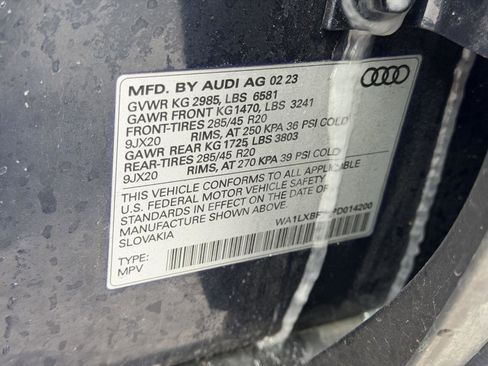 MFD. BY AUDI AG 02 23
GVWR KG 2985, LBS 6581
GAWR FRONT KG1470, LBS 3241
FRONT-TIRES 285/45 R20
9JX20 RIMS, AT 250 KPA 36 PSI COLD
GAWR REAR KG 1725 LBS 3803
REAR-TIRES 285/45 R20
9JX20 RIMS, AT 270 KPA 39 PSI COLD
THIS VEHICLE CONFORMS TO ALL APPLICABLE
U.S. FEDERAL MOTOR VEHICLE SAFETY
STANDARDS IN EFFECT ON THE DATE OF
MANUFACTURE SHOWN ABOVE
SLOVAKIA
TYPE:
MPV